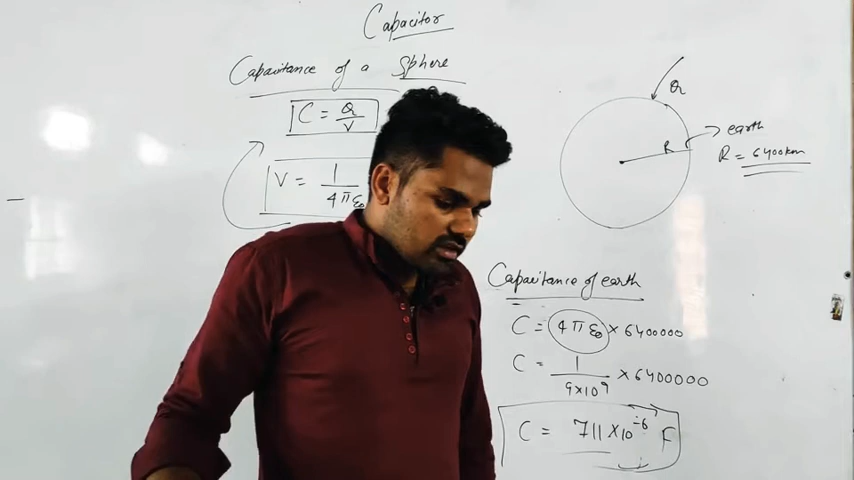 Capacitor
Capacitance of a Sphere
C = Q/V
V = 1/4πε₀
Q
R
earth
R = 6400km
Capacitance of earth
C = 4πε₀ × 6400000
C = 1/9×10⁹ × 6400000
C = 711×10⁻⁶ F